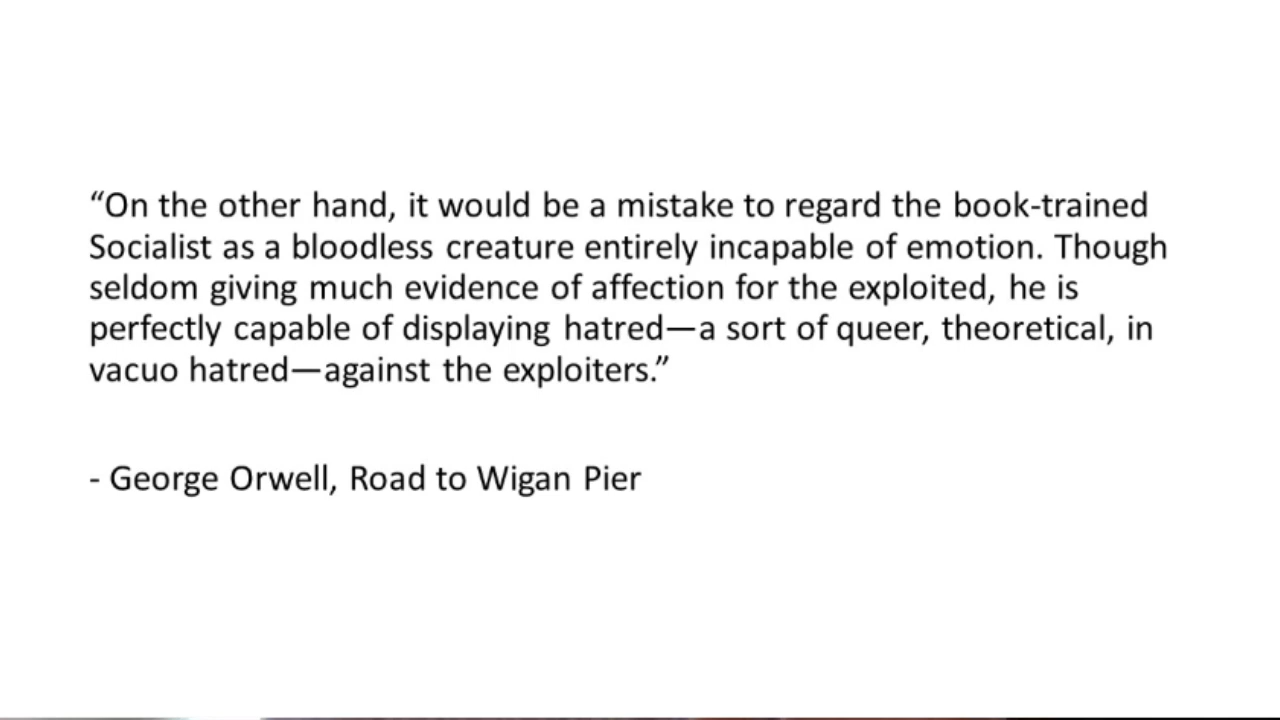 “On the other hand, it would be a mistake to regard the book-trained
Socialist as a bloodless creature entirely incapable of emotion. Though
seldom giving much evidence of affection for the exploited, he is
perfectly capable of displaying hatred—a sort of queer, theoretical, in
vacuo hatred—against the exploiters.”
- George Orwell, Road to Wigan Pier